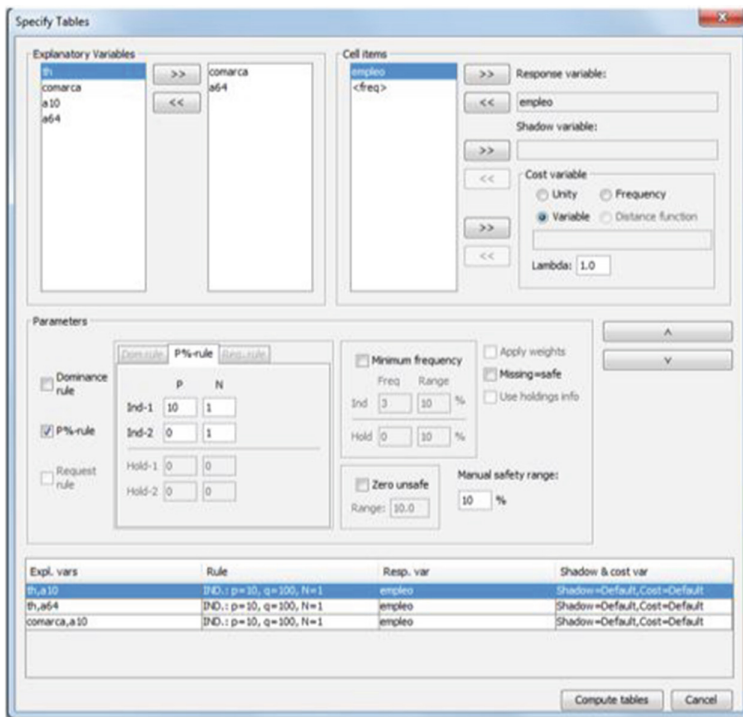 Specify Tables
Explanatory Variables
th
comarca
a10
a64
>>
<<
comarca
a64
Cell items
empleo
<freq>
>>
Response variable:
<<
empleo
Shadow variable:
>>
<<
Cost variable
Unity
Frequency
Variable
Distance function
>>
<<
Lambda: 1.0
Parameters
Dominance rule
P%-rule
Request rule
Dom.rule P%-rule Req.-rule
P N
Ind-1 10 1
Ind-2 0 1
Hold-1 0 0
Hold-2 0 0
Minimum frequency
Freq Range
Ind 3 10 %
Hold 0 10 %
Zero unsafe
Range: 10.0
Apply weights
Missing=safe
Use holdings info
Manual safety range:
10 %
Expl. vars Rule Resp. var Shadow & cost var
th,a10 IND.: p=10, q=100, N=1 empleo Shadow=Default,Cost=Default
th,a64 IND.: p=10, q=100, N=1 empleo Shadow=Default,Cost=Default
comarca,a10 IND.: p=10, q=100, N=1 empleo Shadow=Default,Cost=Default
Compute tables Cancel